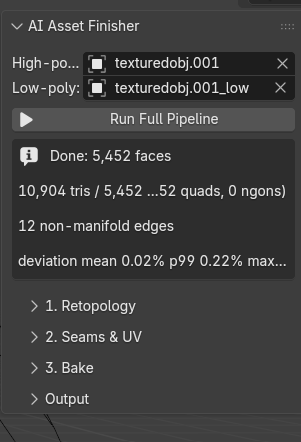 AI Asset Finisher
High-po... texturedobj.001
Low-poly: texturedobj.001_low
Run Full Pipeline
Done: 5,452 faces
10,904 tris / 5,452 ...52 quads, 0 ngons)
12 non-manifold edges
deviation mean 0.02% p99 0.22% max...
1. Retopology
2. Seams & UV
3. Bake
Output